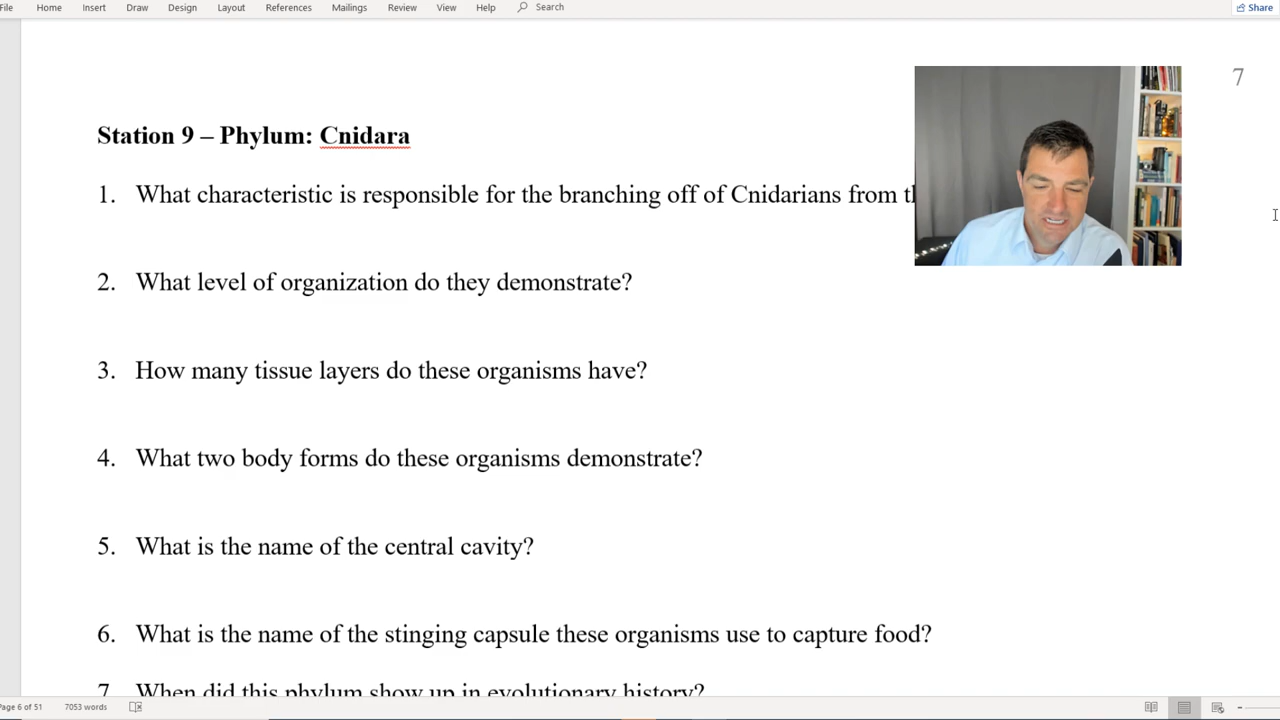 File Home Insert Draw Design Layout References Mailings Review View Help Search Share
7
Station 9 – Phylum: Cnidara
1. What characteristic is responsible for the branching off of Cnidarians from
2. What level of organization do they demonstrate?
3. How many tissue layers do these organisms have?
4. What two body forms do these organisms demonstrate?
5. What is the name of the central cavity?
6. What is the name of the stinging capsule these organisms use to capture food?
7. When did this phylum show up in evolutionary history?
Page 6 of 51 7053 words